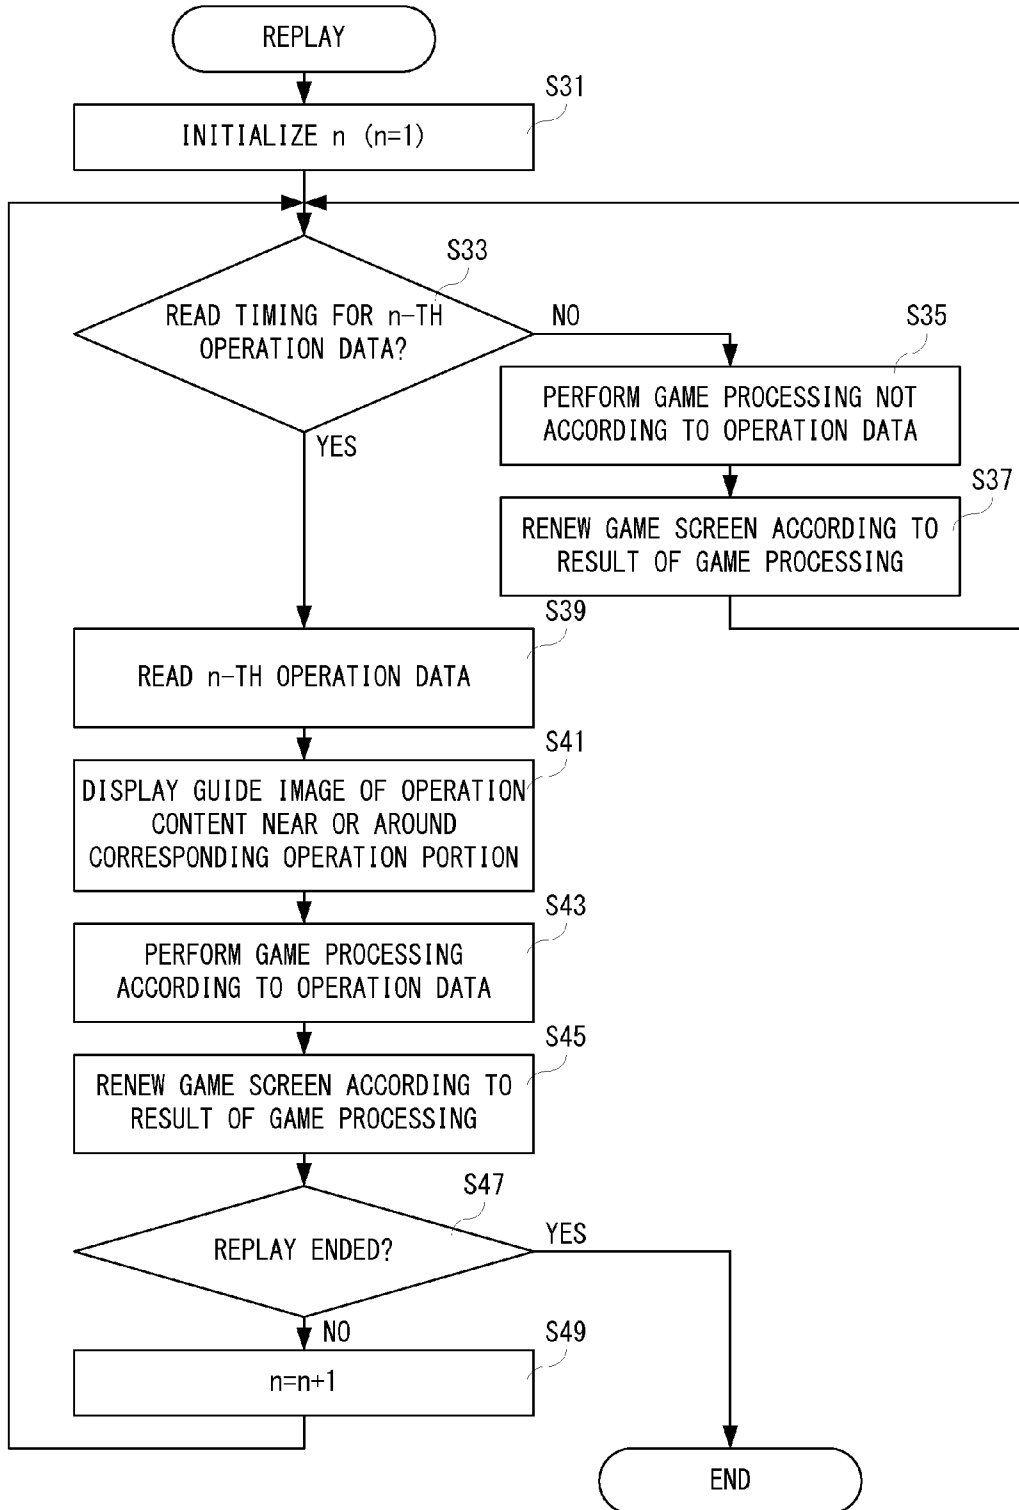 REPLAY
S31
INITIALIZE n (n=1)
S33
READ TIMING FOR n-TH
OPERATION DATA?
NO
YES
S35
PERFORM GAME PROCESSING NOT
ACCORDING TO OPERATION DATA
S37
RENEW GAME SCREEN ACCORDING TO
RESULT OF GAME PROCESSING
S39
READ n-TH OPERATION DATA
S41
DISPLAY GUIDE IMAGE OF OPERATION
CONTENT NEAR OR AROUND
CORRESPONDING OPERATION PORTION
S43
PERFORM GAME PROCESSING
ACCORDING TO OPERATION DATA
S45
RENEW GAME SCREEN ACCORDING TO
RESULT OF GAME PROCESSING
S47
REPLAY ENDED?
YES
NO
S49
n=n+1
END